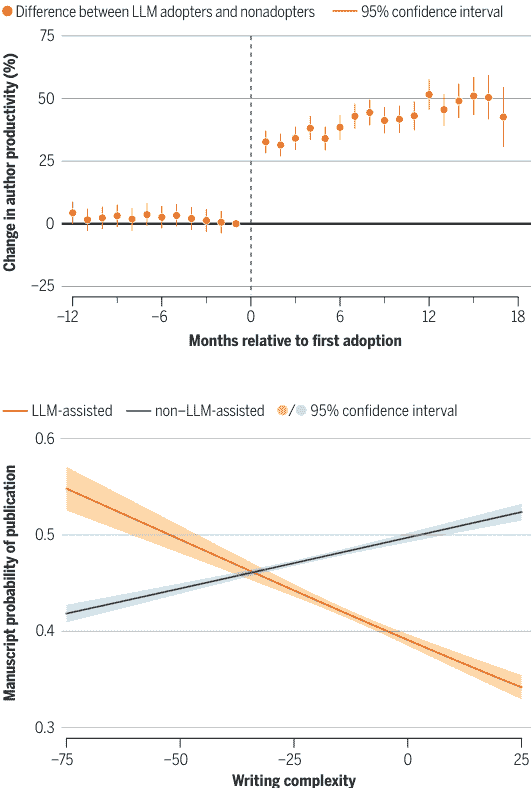 Difference between LLM adopters and nonadopters 95% confidence interval
Change in author productivity (%)
75
50
25
0
−25
−12 −6 0 6 12 18
Months relative to first adoption
LLM-assisted non–LLM-assisted / 95% confidence interval
Manuscript probability of publication
0.6
0.5
0.4
0.3
−75 −50 −25 0 25
Writing complexity